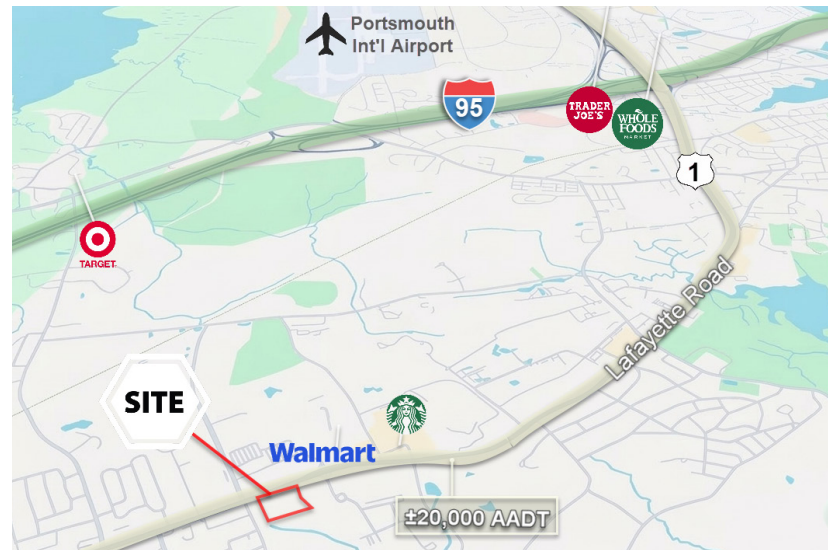 Portsmouth
Int'l Airport
95
TRADER
JOE'S
WHOLE
FOODS
MARKET
1
TARGET
Lafayette Road
SITE
Walmart
±20,000 AADT